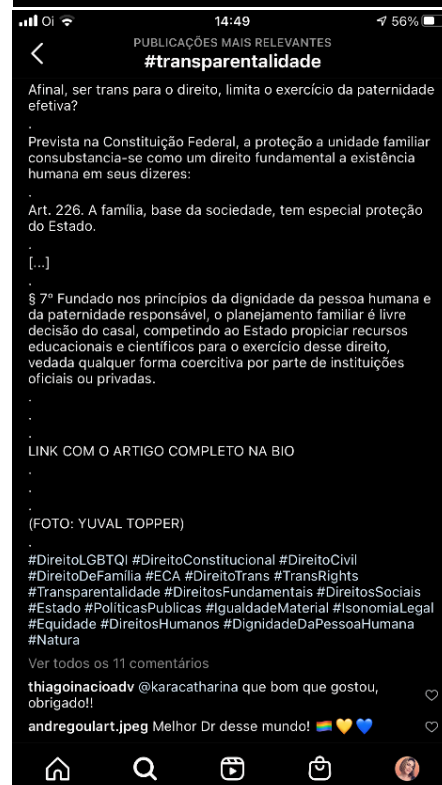 Oi
14:49
56%
PUBLICAÇÕES MAIS RELEVANTES
#transparentalidade
Afinal, ser trans para o direito, limita o exercício da paternidade
efetiva?
.
Prevista na Constituição Federal, a proteção a unidade familiar
consubstancia-se como um direito fundamental a existência
humana em seus dizeres:
.
Art. 226. A família, base da sociedade, tem especial proteção
do Estado.
.
[...]
.
§ 7º Fundado nos princípios da dignidade da pessoa humana e
da paternidade responsável, o planejamento familiar é livre
decisão do casal, competindo ao Estado propiciar recursos
educacionais e científicos para o exercício desse direito,
vedada qualquer forma coercitiva por parte de instituições
oficiais ou privadas.
.
.
.
LINK COM O ARTIGO COMPLETO NA BIO
.
.
.
(FOTO: YUVAL TOPPER)
.
#DireitoLGBTQI #DireitoConstitucional #DireitoCivil
#DireitoDeFamília #ECA #DireitoTrans #TransRights
#Transparentalidade #DireitosFundamentais #DireitosSociais
#Estado #PolíticasPublicas #IgualdadeMaterial #IsonomiaLegal
#Equidade #DireitosHumanos #DignidadeDaPessoaHumana
#Natura
Ver todos os 11 comentários
thiagoinacioadv @karacatharina que bom que gostou,
obrigado!!
andregoulart.jpeg Melhor Dr desse mundo! 🏳️‍🌈💛💙